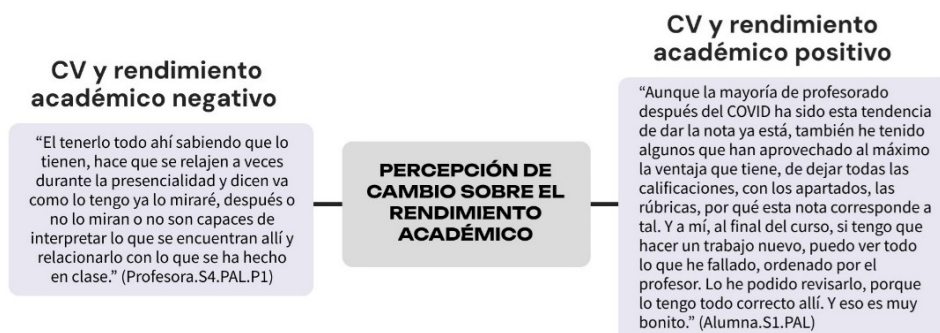 CV y rendimiento
académico negativo
“El tenerlo todo ahí sabiendo que lo
tienen, hace que se relajen a veces
durante la presencialidad y dicen va
como lo tengo ya lo miraré, después o
no lo miran o no son capaces de
interpretar lo que se encuentran allí y
relacionarlo con lo que se ha hecho
en clase.” (Profesora.S4.PAL.P1)
PERCEPCIÓN DE
CAMBIO SOBRE EL
RENDIMIENTO
ACADÉMICO
CV y rendimiento
académico positivo
“Aunque la mayoría de profesorado
después del COVID ha sido esta tendencia
de dar la nota ya está, también he tenido
algunos que han aprovechado al máximo
la ventaja que tiene, de dejar todas las
calificaciones, con los apartados, las
rúbricas, por qué esta nota corresponde a
tal. Y a mí, al final del curso, si tengo que
hacer un trabajo nuevo, puedo ver todo
lo que he fallado, ordenado por el
profesor. Lo he podido revisarlo, porque
lo tengo todo correcto allí. Y eso es muy
bonito.” (Alumna.S1.PAL)